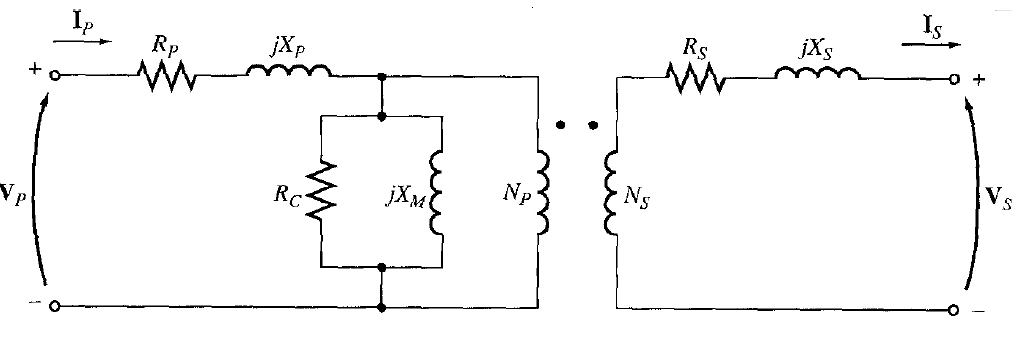 I_P
I_S
R_P
jX_P
R_S
jX_S
+
+
V_P
R_C
jX_M
N_P
N_S
V_S
−
−